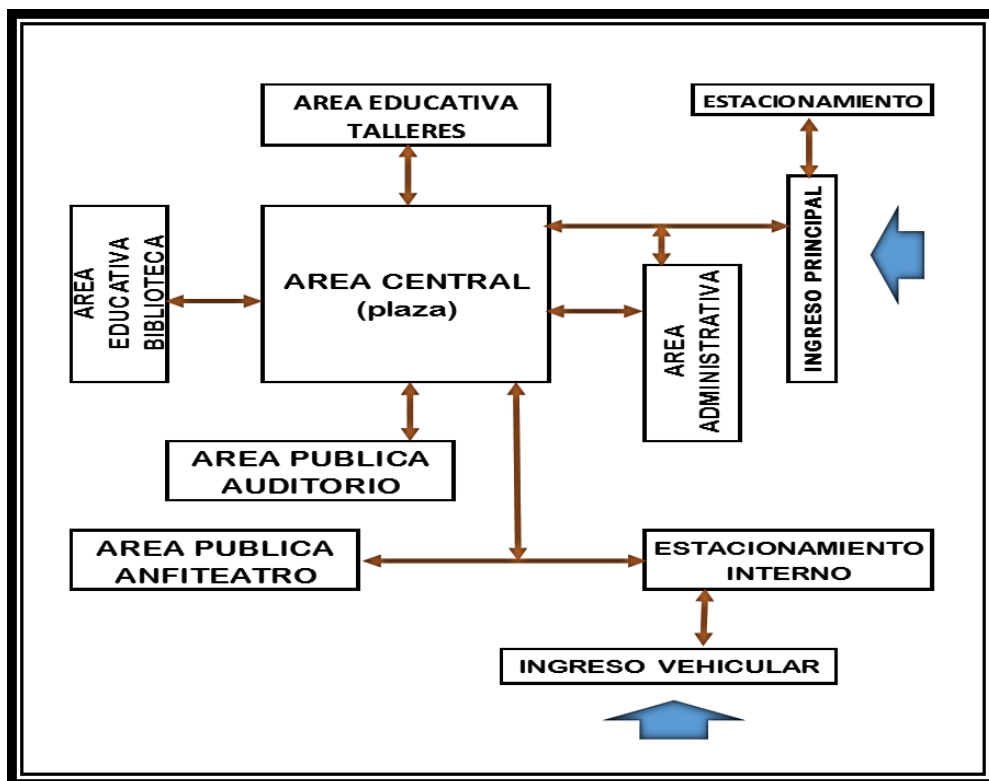 AREA EDUCATIVA
TALLERES
ESTACIONAMIENTO
AREA
EDUCATIVA
BIBLIOTECA
AREA CENTRAL
(plaza)
INGRESO PRINCIPAL
AREA
ADMINISTRATIVA
AREA PUBLICA
AUDITORIO
AREA PUBLICA
ANFITEATRO
ESTACIONAMIENTO
INTERNO
INGRESO VEHICULAR